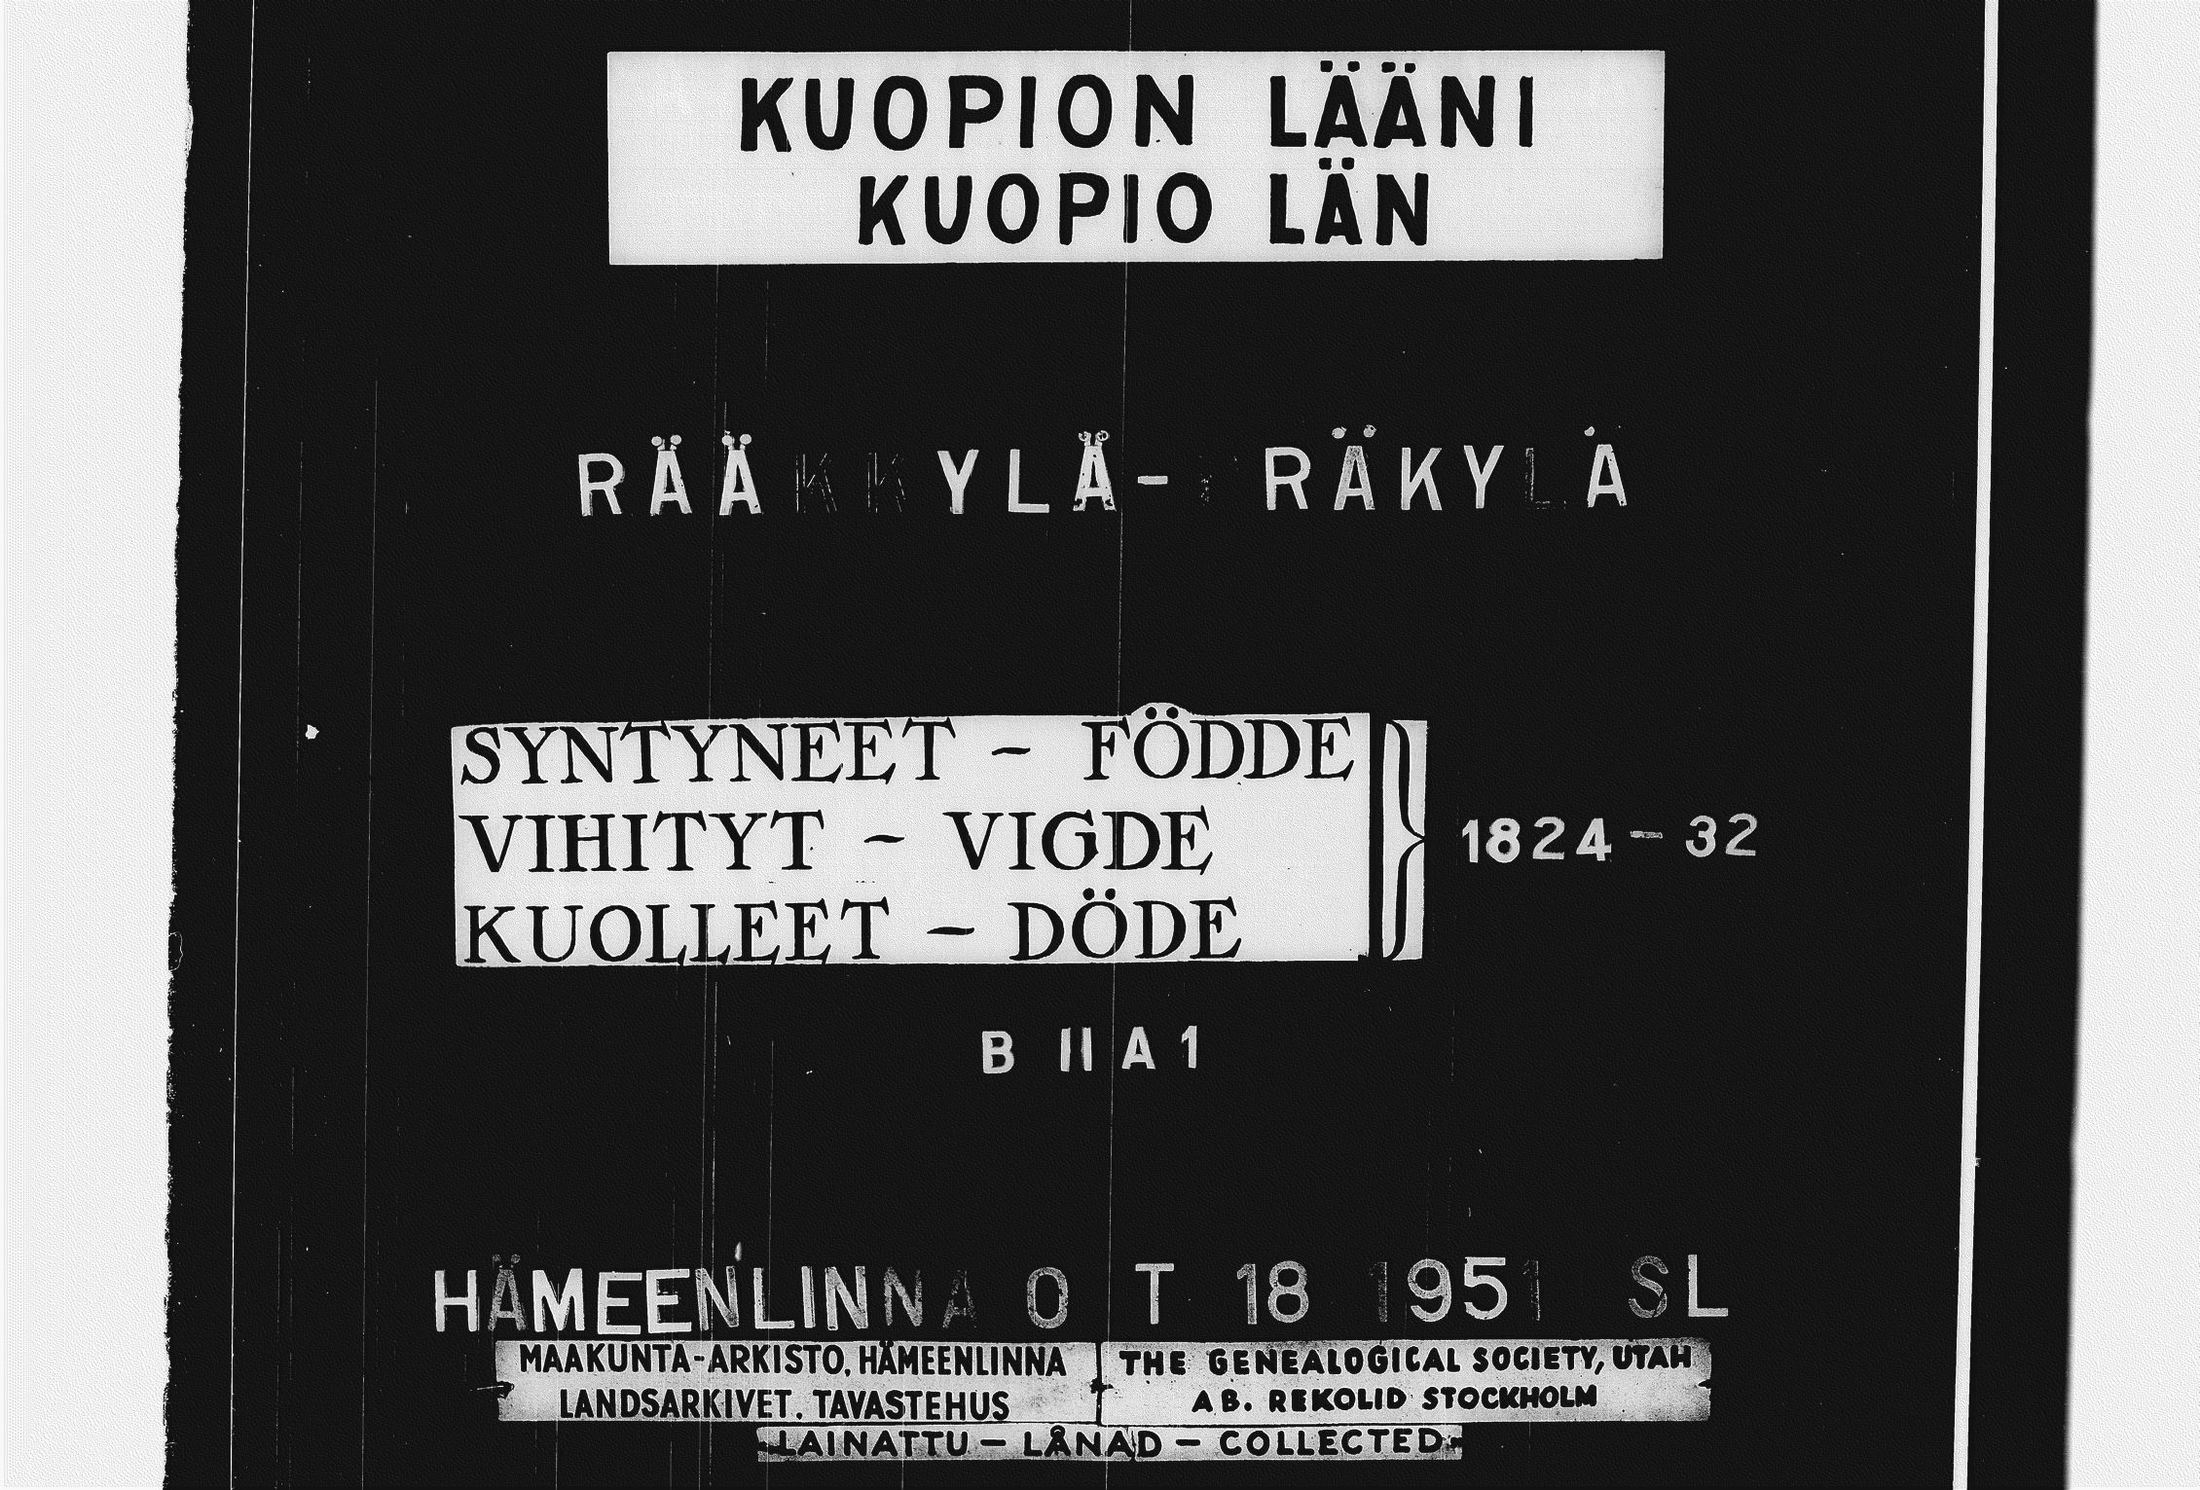 KUOPION LÄÄNI
KUOPIO LÄN
RÄÄKKYLÄ- RÄKYLÄ
SYNTYNEET - FÖDDE
VIHITYT - VIGDE
KUOLLEET - DÖDE
} 1824-32
B II A 1
HÄMEENLINNA O T 18 1951 SL
MAAKUNTA-ARKISTO, HÄMEENLINNA
LANDSARKIVET. TAVASTEHUS
THE GENEALOGICAL SOCIETY, UTAH
AB. REKOLID STOCKHOLM
LAINATTU - LÅNAD - COLLECTED